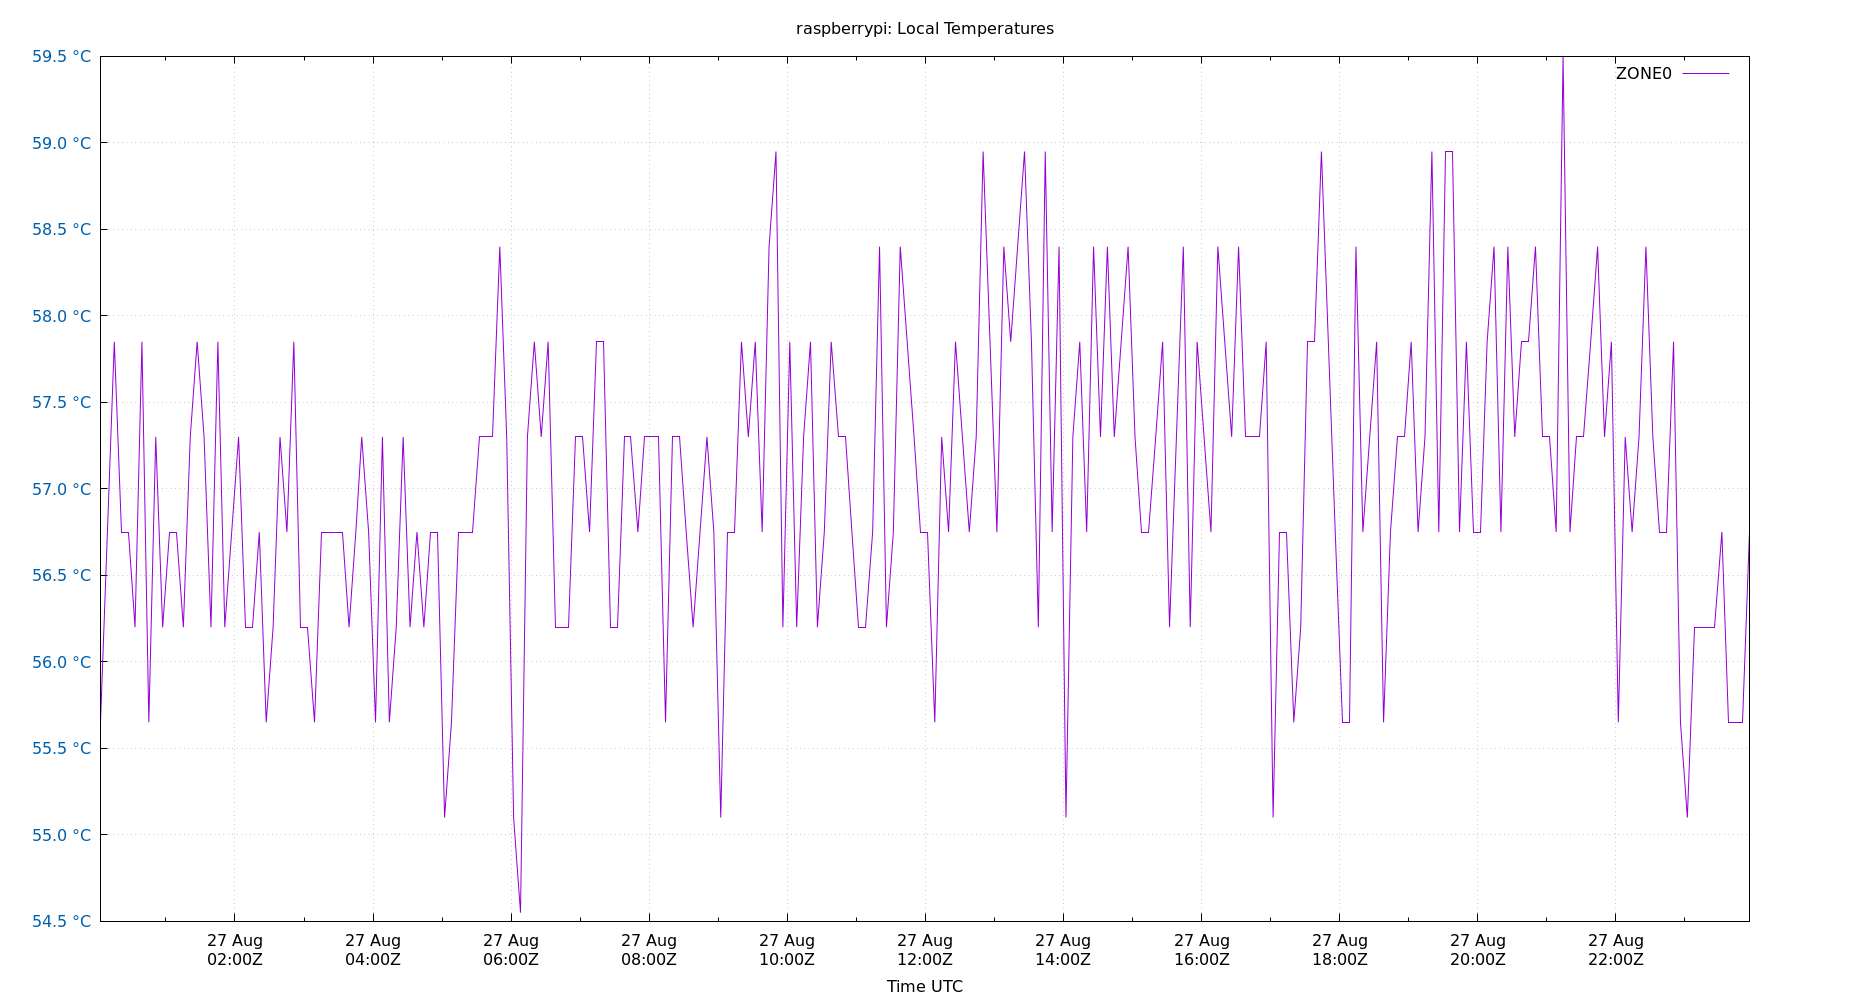 raspberrypi: Local Temperatures
59.5 °C
59.0 °C
58.5 °C
58.0 °C
57.5 °C
57.0 °C
56.5 °C
56.0 °C
55.5 °C
55.0 °C
54.5 °C
ZONE0
27 Aug 27 Aug 27 Aug 27 Aug 27 Aug 27 Aug 27 Aug 27 Aug 27 Aug 27 Aug 27 Aug
02:00Z 04:00Z 06:00Z 08:00Z 10:00Z 12:00Z 14:00Z 16:00Z 18:00Z 20:00Z 22:00Z
Time UTC